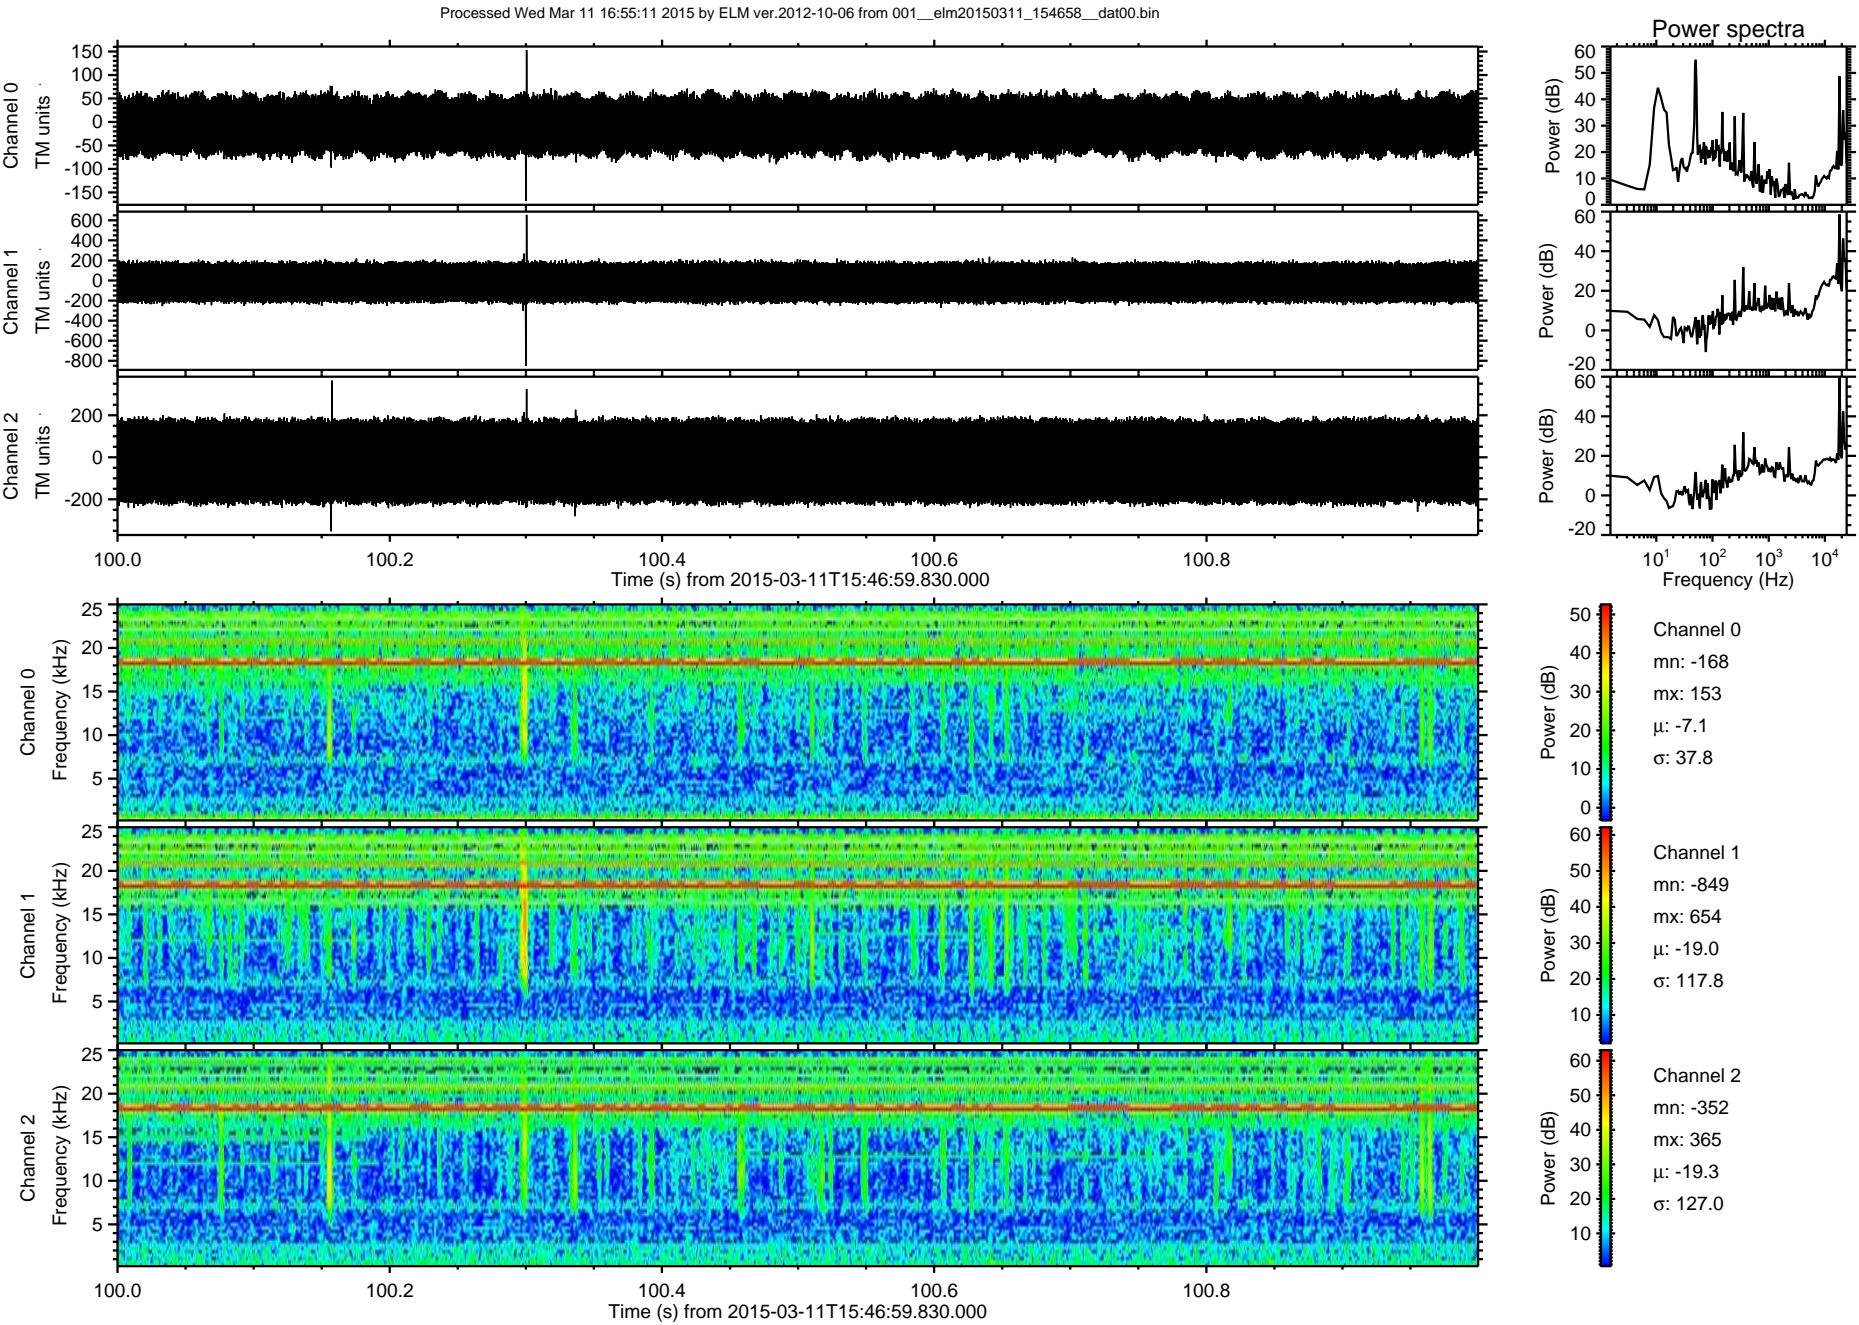 Processed Wed Mar 11 16:55:11 2015 by ELM ver.2012-10-06 from 001__elm20150311_154658__dat00.bin
Power spectra
Channel 0
TM units
150
100
50
0
-50
-100
-150
Power (dB)
60
50
40
30
20
10
0
Channel 1
TM units
600
400
200
0
-200
-400
-600
-800
Power (dB)
60
40
20
0
-20
Channel 2
TM units
200
0
-200
Power (dB)
60
40
20
0
-20
100.0 100.2 100.4 100.6 100.8
Time (s) from 2015-03-11T15:46:59.830.000
10¹ 10² 10³ 10⁴
Frequency (Hz)
Channel 0
Frequency (kHz)
25
20
15
10
5
Power (dB)
50
40
30
20
10
0
Channel 0
mn: -168
mx: 153
μ: -7.1
σ: 37.8
Channel 1
Frequency (kHz)
25
20
15
10
5
Power (dB)
60
50
40
30
20
10
Channel 1
mn: -849
mx: 654
μ: -19.0
σ: 117.8
Channel 2
Frequency (kHz)
25
20
15
10
5
Power (dB)
60
50
40
30
20
10
Channel 2
mn: -352
mx: 365
μ: -19.3
σ: 127.0
100.0 100.2 100.4 100.6 100.8
Time (s) from 2015-03-11T15:46:59.830.000